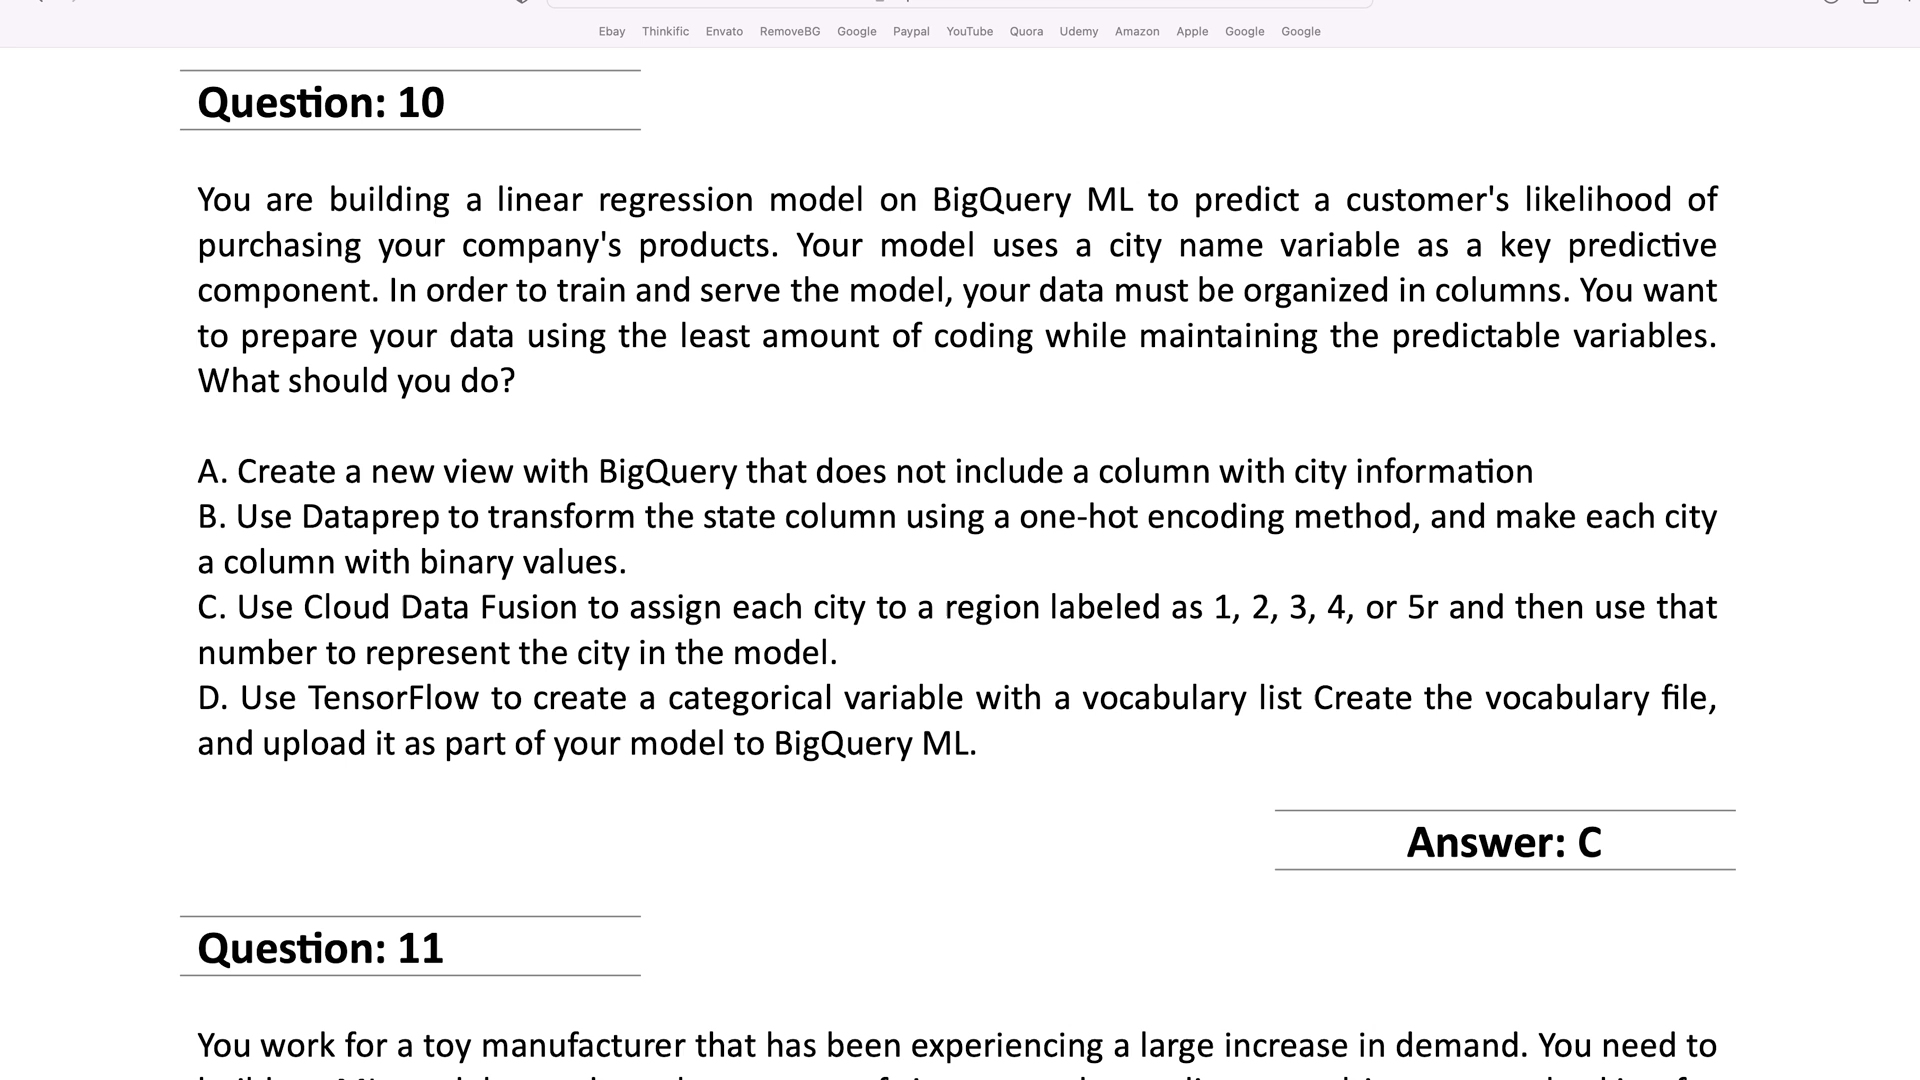 Ebay Thinkific Envato RemoveBG Google Paypal YouTube Quora Udemy Amazon Apple Google Google
Question: 10
You are building a linear regression model on BigQuery ML to predict a customer's likelihood of
purchasing your company's products. Your model uses a city name variable as a key predictive
component. In order to train and serve the model, your data must be organized in columns. You want
to prepare your data using the least amount of coding while maintaining the predictable variables.
What should you do?
A. Create a new view with BigQuery that does not include a column with city information
B. Use Dataprep to transform the state column using a one-hot encoding method, and make each city
a column with binary values.
C. Use Cloud Data Fusion to assign each city to a region labeled as 1, 2, 3, 4, or 5r and then use that
number to represent the city in the model.
D. Use TensorFlow to create a categorical variable with a vocabulary list Create the vocabulary file,
and upload it as part of your model to BigQuery ML.
Answer: C
Question: 11
You work for a toy manufacturer that has been experiencing a large increase in demand. You need to